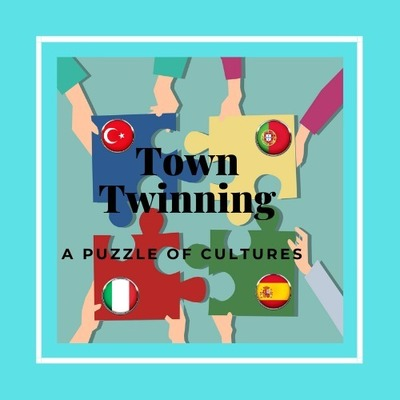 Town
Twinning
A PUZZLE OF CULTURES